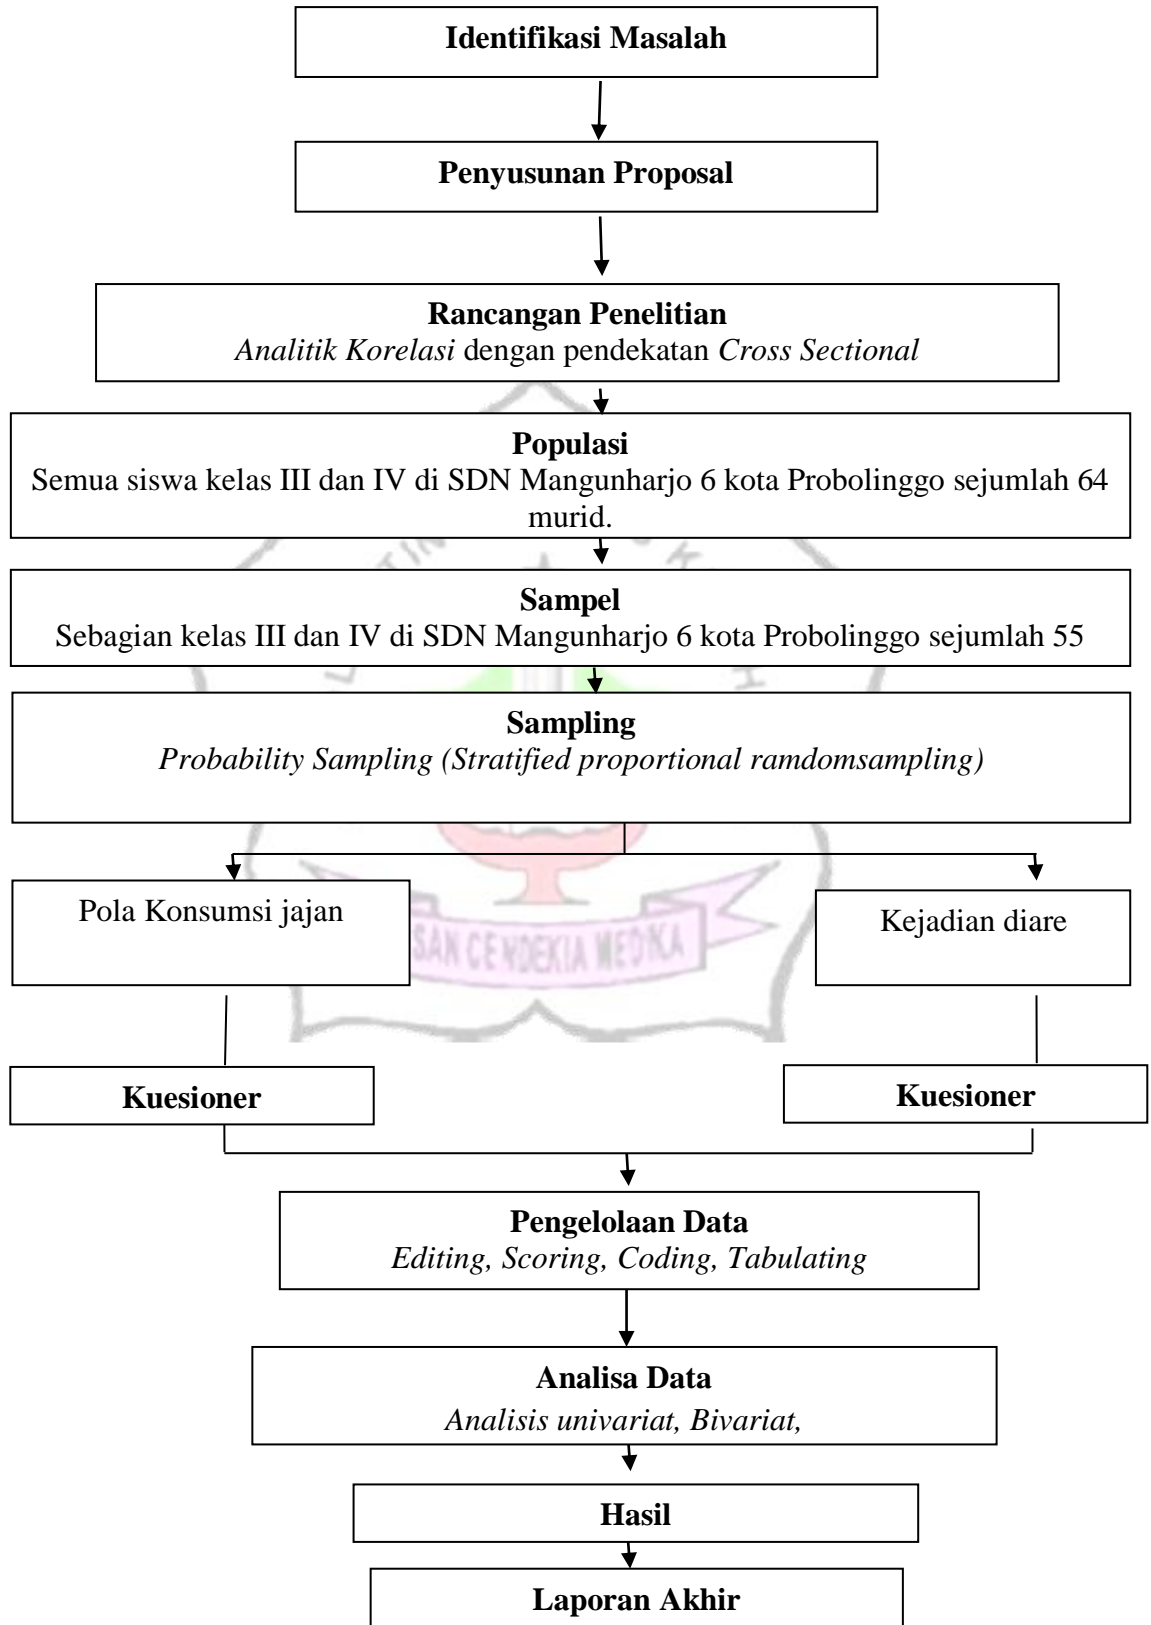 Identifikasi Masalah
Penyusunan Proposal
Rancangan Penelitian
Analitik Korelasi dengan pendekatan Cross Sectional
Populasi
Semua siswa kelas III dan IV di SDN Mangunharjo 6 kota Probolinggo sejumlah 64
murid.
Sampel
Sebagian kelas III dan IV di SDN Mangunharjo 6 kota Probolinggo sejumlah 55
Sampling
Probability Sampling (Stratified proportional ramdomsampling)
Pola Konsumsi jajan
Kejadian diare
SAN CENDEKIA MEDIKA
Kuesioner
Kuesioner
Pengelolaan Data
Editing, Scoring, Coding, Tabulating
Analisa Data
Analisis univariat, Bivariat,
Hasil
Laporan Akhir